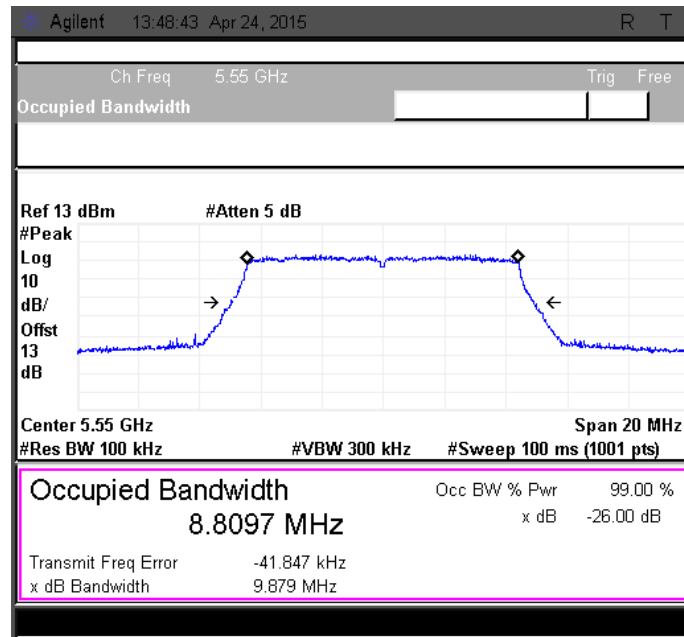 Agilent 13:48:43 Apr 24, 2015 R T
Ch Freq 5.55 GHz Trig Free
Occupied Bandwidth
Ref 13 dBm #Atten 5 dB
#Peak
Log
10
dB/
Offst
13
dB
Center 5.55 GHz Span 20 MHz
#Res BW 100 kHz #VBW 300 kHz #Sweep 100 ms (1001 pts)
Occupied Bandwidth Occ BW % Pwr 99.00 %
8.8097 MHz x dB -26.00 dB
Transmit Freq Error -41.847 kHz
x dB Bandwidth 9.879 MHz